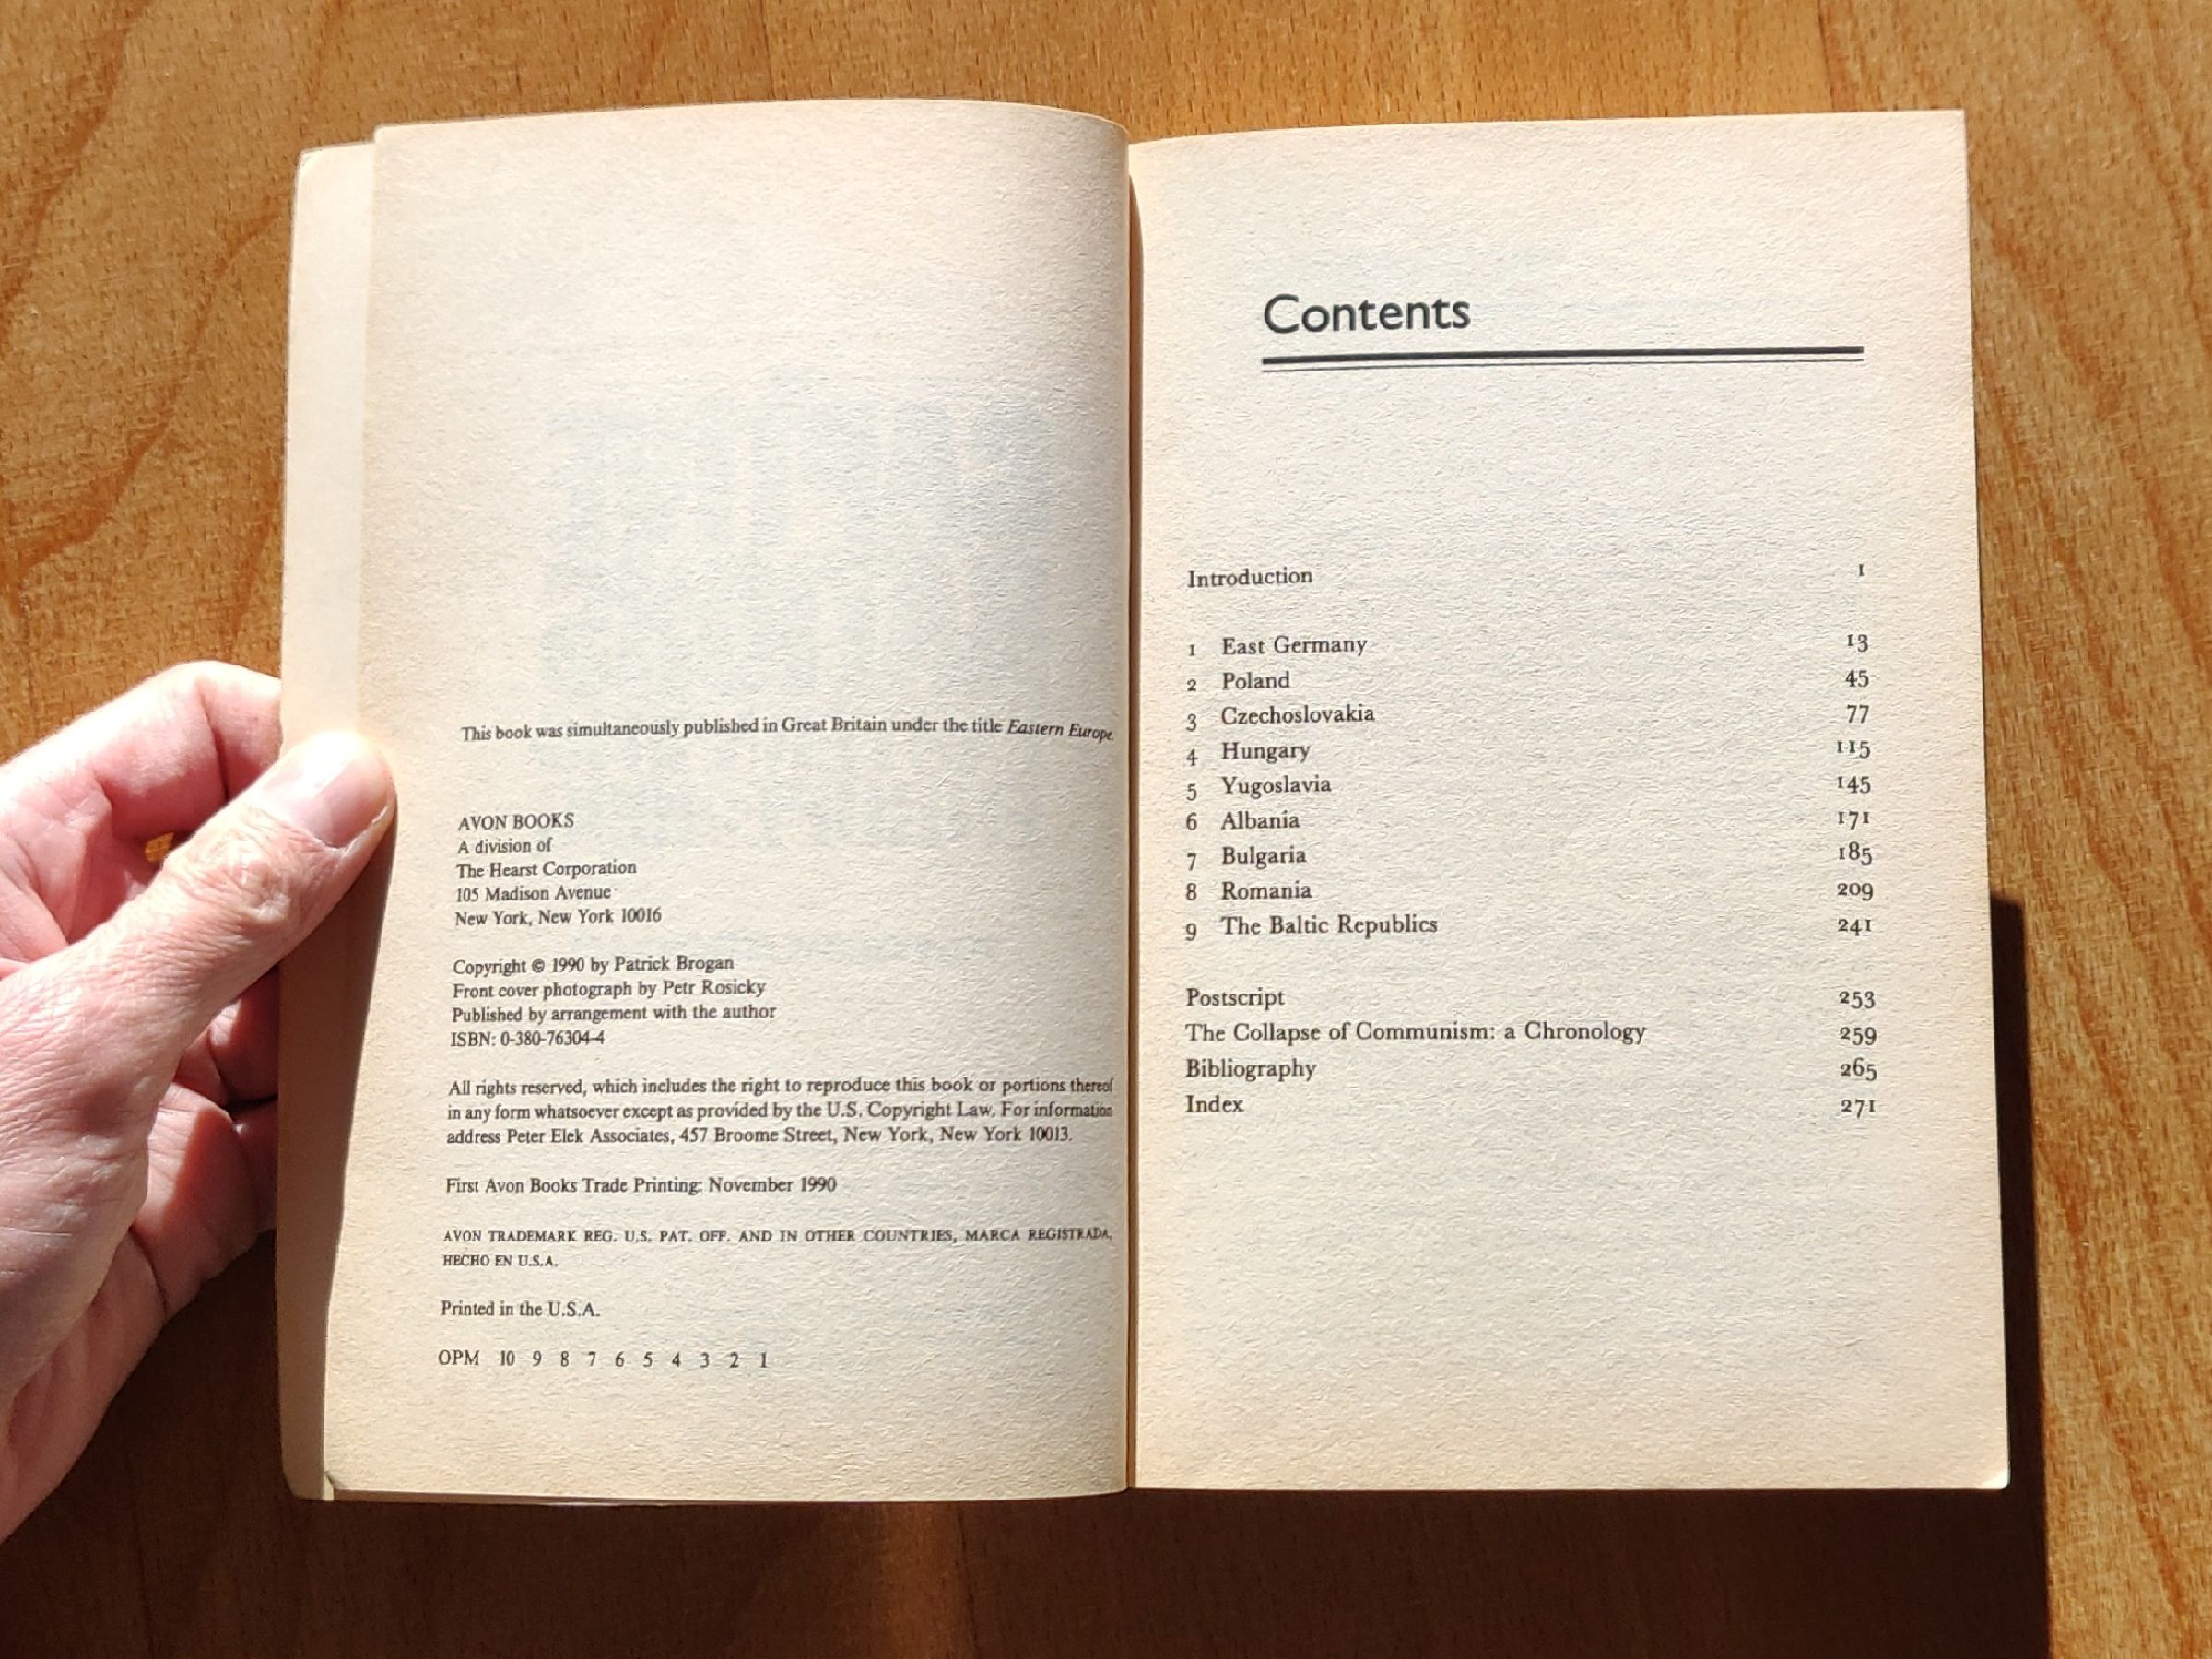 This book was simultaneously published in Great Britain under the title Eastern Europe.
AVON BOOKS
A division of
The Hearst Corporation
105 Madison Avenue
New York, New York 10016
Copyright © 1990 by Patrick Brogan
Front cover photograph by Petr Rosicky
Published by arrangement with the author
ISBN: 0-380-76304-4
All rights reserved, which includes the right to reproduce this book or portions thereof
in any form whatsoever except as provided by the U.S. Copyright Law. For information
address Peter Elek Associates, 457 Broome Street, New York, New York 10013.
First Avon Books Trade Printing: November 1990
AVON TRADEMARK REG. U.S. PAT. OFF. AND IN OTHER COUNTRIES, MARCA REGISTRADA,
HECHO EN U.S.A.
Printed in the U.S.A.
OPM 10 9 8 7 6 5 4 3 2 1
Contents
Introduction 1
1 East Germany 13
2 Poland 45
3 Czechoslovakia 77
4 Hungary 115
5 Yugoslavia 145
6 Albania 171
7 Bulgaria 185
8 Romania 209
9 The Baltic Republics 241
Postscript 253
The Collapse of Communism: a Chronology 259
Bibliography 265
Index 271